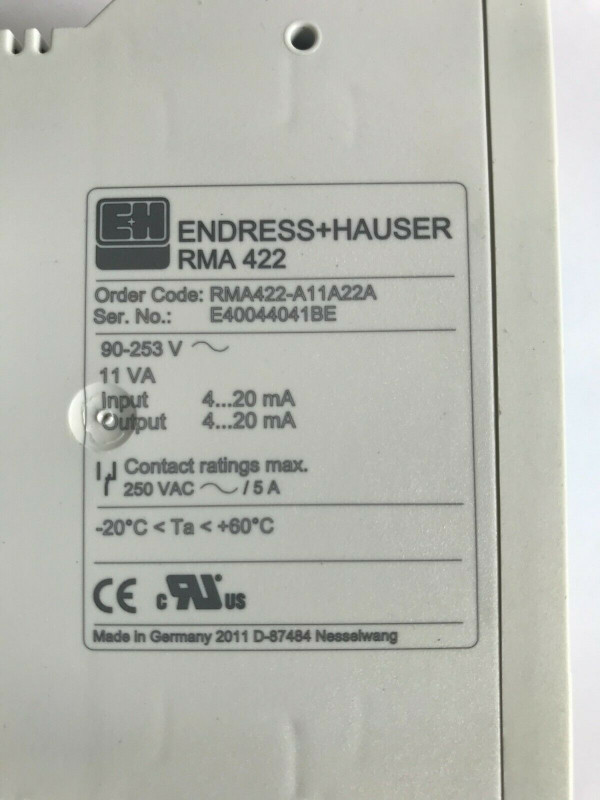 E+H
ENDRESS+HAUSER
RMA 422
Order Code: RMA422-A11A22A
Ser. No.: E40044041BE
90-253 V ~
11 VA
Input 4...20 mA
Output 4...20 mA
Contact ratings max.
250 VAC ~ / 5 A
-20°C < Ta < +60°C
CE c RU us
Made in Germany 2011 D-87484 Nesselwang